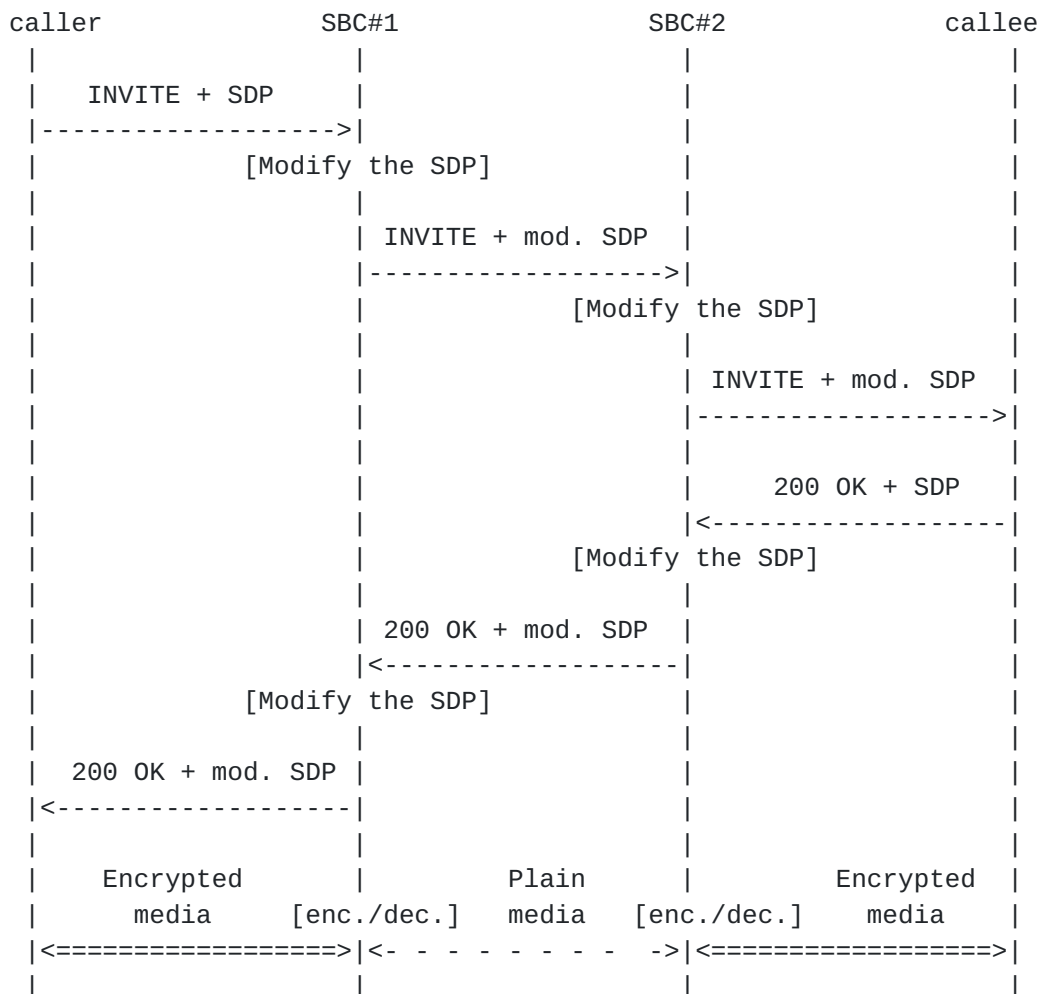 caller SBC#1 SBC#2 callee
INVITE + SDP
[Modify the SDP]
INVITE + mod. SDP
[Modify the SDP]
INVITE + mod. SDP
200 OK + SDP
[Modify the SDP]
200 OK + mod. SDP
[Modify the SDP]
200 OK + mod. SDP
Encrypted Plain Encrypted
media [enc./dec.] media [enc./dec.] media